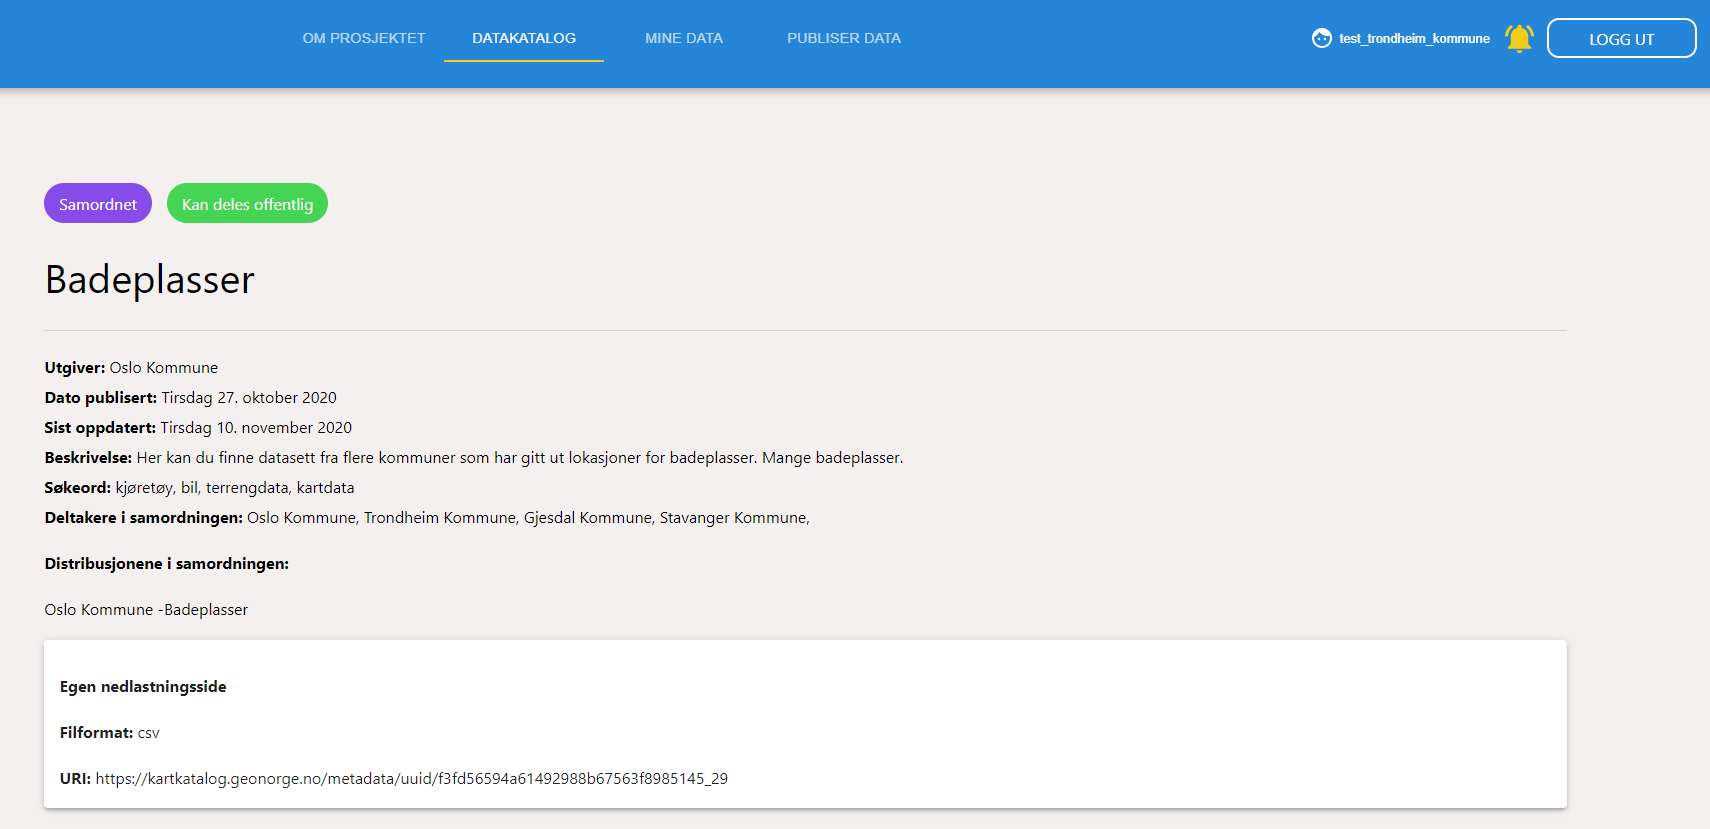 OM PROSJEKTET DATAKATALOG MINE DATA PUBLISER DATA test_trondheim_kommune LOGG UT
Samordnet Kan deles offentlig
Badeplasser
Utgiver: Oslo Kommune
Dato publisert: Tirsdag 27. oktober 2020
Sist oppdatert: Tirsdag 10. november 2020
Beskrivelse: Her kan du finne datasett fra flere kommuner som har gitt ut lokasjoner for badeplasser. Mange badeplasser.
Søkeord: kjøretøy, bil, terrengdata, kartdata
Deltakere i samordningen: Oslo Kommune, Trondheim Kommune, Gjesdal Kommune, Stavanger Kommune,
Distribusjonene i samordningen:
Oslo Kommune -Badeplasser
Egen nedlastningsside
Filformat: csv
URI: https://kartkatalog.geonorge.no/metadata/uuid/f3fd56594a61492988b67563f8985145_29